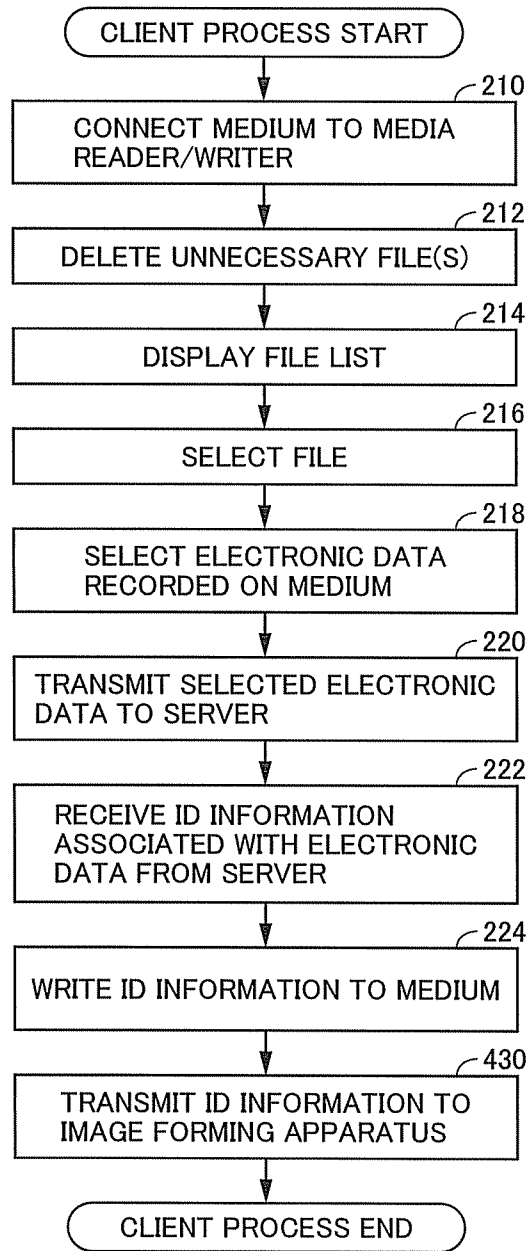 CLIENT PROCESS START
210
CONNECT MEDIUM TO MEDIA
READER/WRITER
212
DELETE UNNECESSARY FILE(S)
214
DISPLAY FILE LIST
216
SELECT FILE
218
SELECT ELECTRONIC DATA
RECORDED ON MEDIUM
220
TRANSMIT SELECTED ELECTRONIC
DATA TO SERVER
222
RECEIVE ID INFORMATION
ASSOCIATED WITH ELECTRONIC
DATA FROM SERVER
224
WRITE ID INFORMATION TO MEDIUM
430
TRANSMIT ID INFORMATION TO
IMAGE FORMING APPARATUS
CLIENT PROCESS END